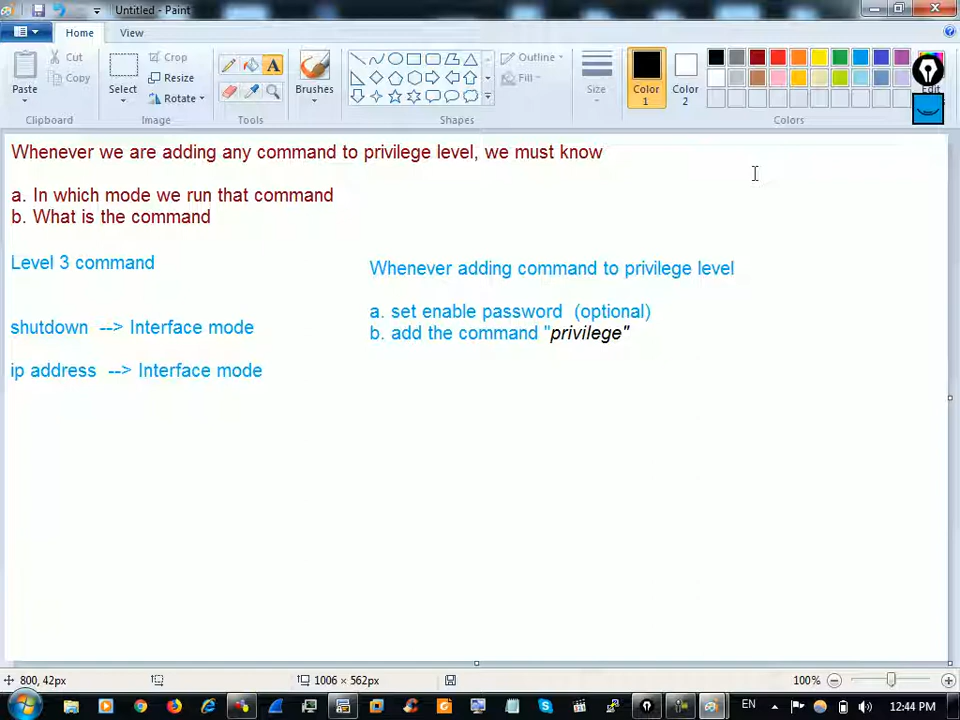 Untitled - Paint
Home
View
Paste
Cut
Copy
Clipboard
Select
Crop
Resize
Rotate
Image
A
Tools
Brushes
Shapes
Outline
Fill
Size
Color
1
Color
2
Colors
Edit
Whenever we are adding any command to privilege level, we must know
a. In which mode we run that command
b. What is the command
Level 3 command
shutdown --> Interface mode
ip address --> Interface mode
Whenever adding command to privilege level
a. set enable password (optional)
b. add the command "privilege"
800, 42px
1006 × 562px
100%
EN
12:44 PM